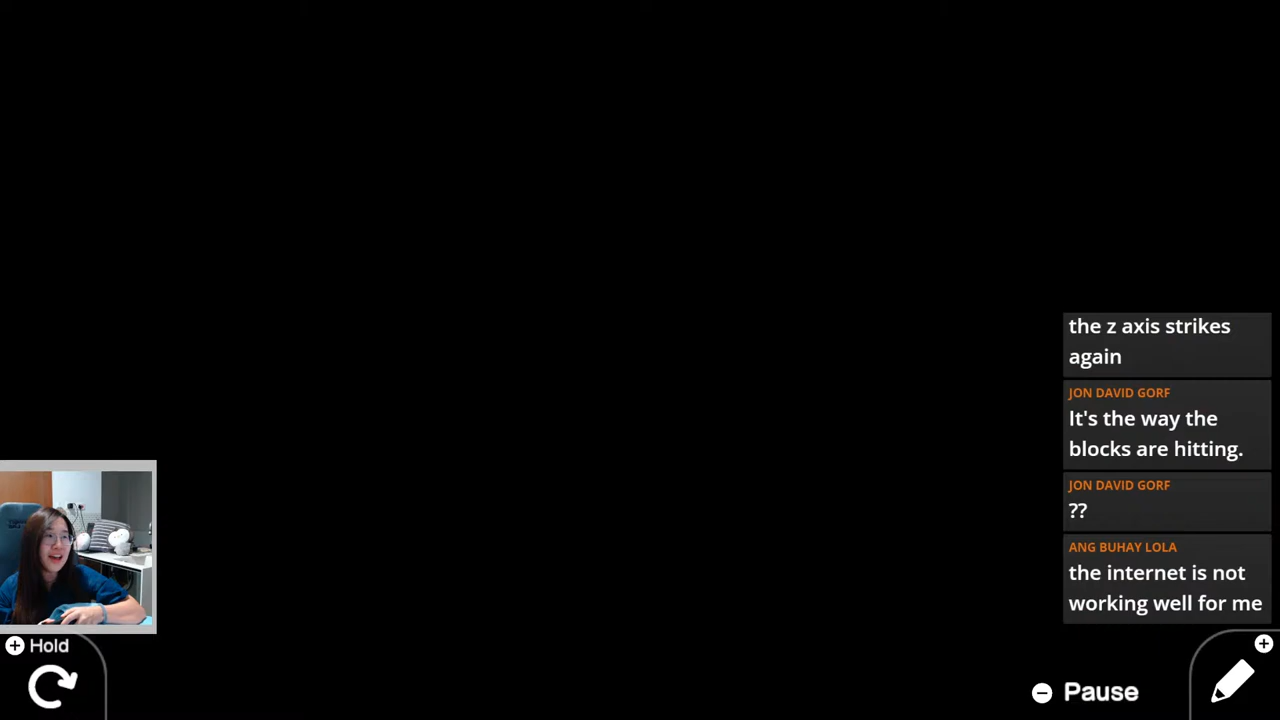 the z axis strikes
again
JON DAVID GORF
It's the way the
blocks are hitting.
JON DAVID GORF
??
ANG BUHAY LOLA
the internet is not
working well for me
Hold
Pause